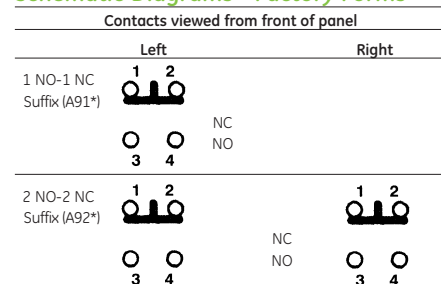 Schematic Diagrams - Factory Forms
Contacts viewed from front of panel
Left Right
1 NO-1 NC
Suffix (A91*)
1 2
NC
NO
3 4
2 NO-2 NC
Suffix (A92*)
1 2 1 2
NC
NO
3 4 3 4